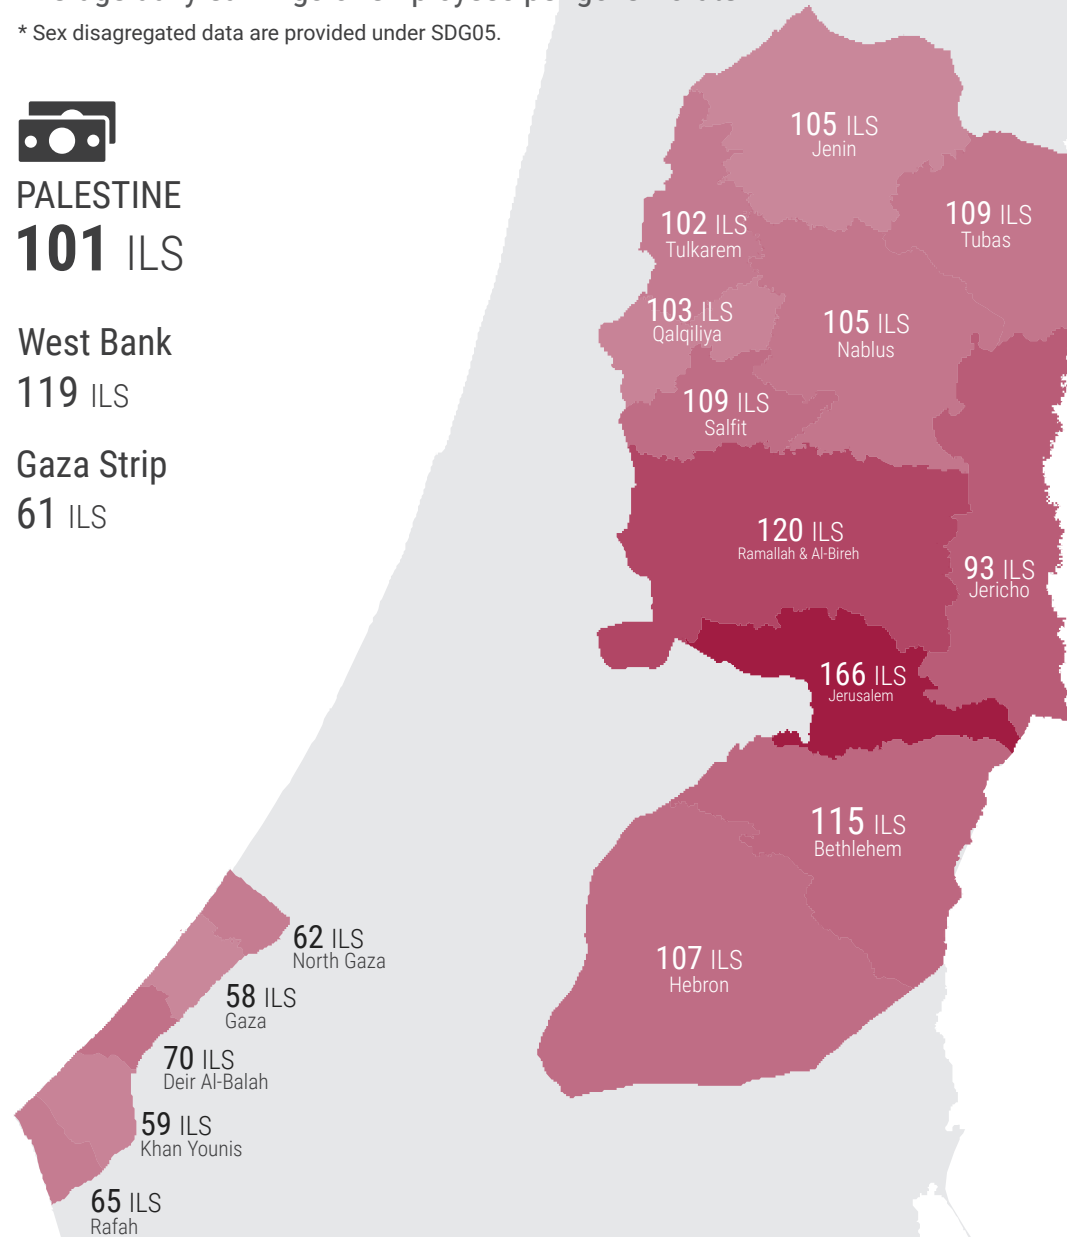 * Sex disagregated data are provided under SDG05.
PALESTINE
101 ILS
West Bank
119 ILS
Gaza Strip
61 ILS
105 ILS
Jenin
109 ILS
Tubas
102 ILS
Tulkarem
103 ILS
Qalqiliya
105 ILS
Nablus
109 ILS
Salfit
120 ILS
Ramallah & Al-Bireh
93 ILS
Jericho
166 ILS
Jerusalem
115 ILS
Bethlehem
107 ILS
Hebron
62 ILS
North Gaza
58 ILS
Gaza
70 ILS
Deir Al-Balah
59 ILS
Khan Younis
65 ILS
Rafah